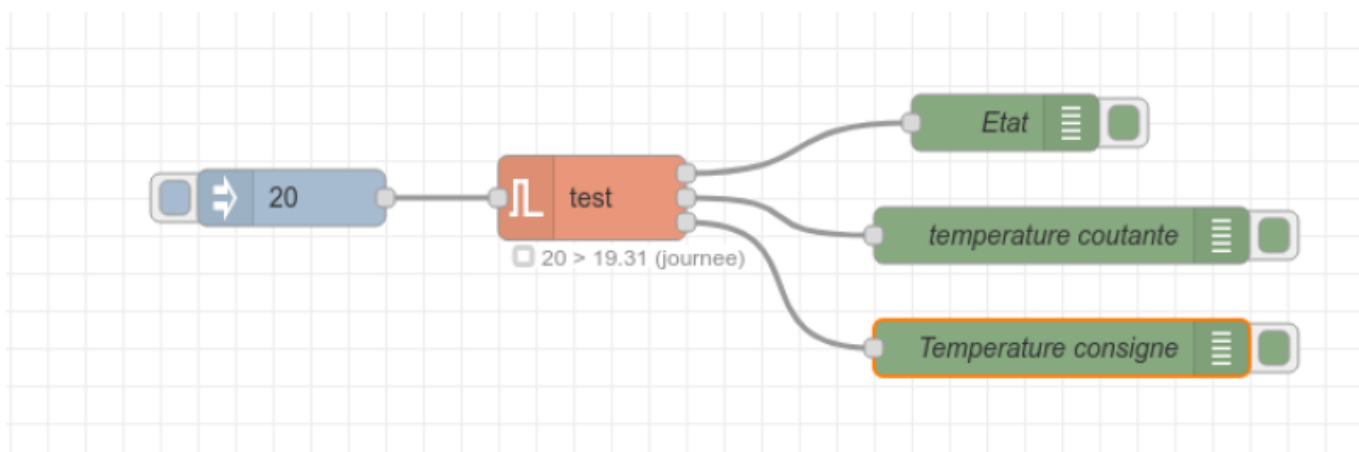 Etat
20
test
temperature coutante
20 > 19.31 (journee)
Temperature consigne